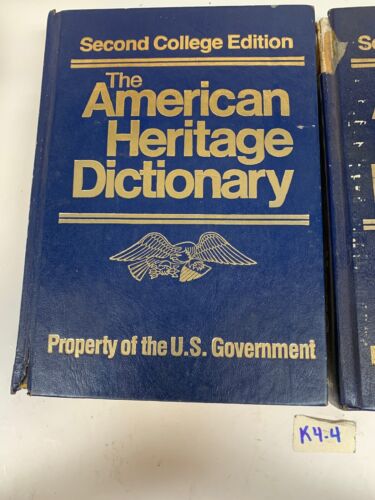 Second College Edition
The
American
Heritage
Dictionary
Property of the U.S. Government
K4-4